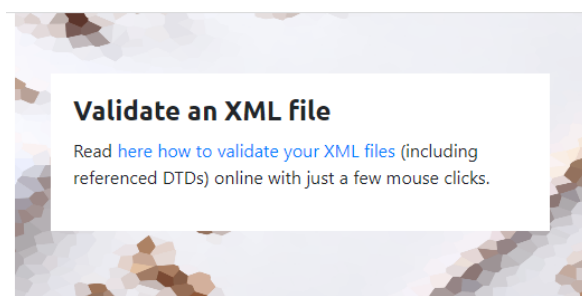 Validate an XML file
Read here how to validate your XML files (including
referenced DTDs) online with just a few mouse clicks.